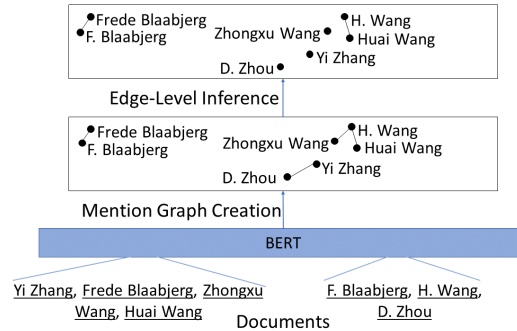 Frede Blaabjerg
F. Blaabjerg
H. Wang
Zhongxu Wang
Huai Wang
Yi Zhang
D. Zhou
Edge-Level Inference
Frede Blaabjerg
F. Blaabjerg
H. Wang
Zhongxu Wang
Huai Wang
Yi Zhang
D. Zhou
Mention Graph Creation
BERT
Yi Zhang, Frede Blaabjerg, Zhongxu
Wang, Huai Wang
F. Blaabjerg, H. Wang,
D. Zhou
Documents